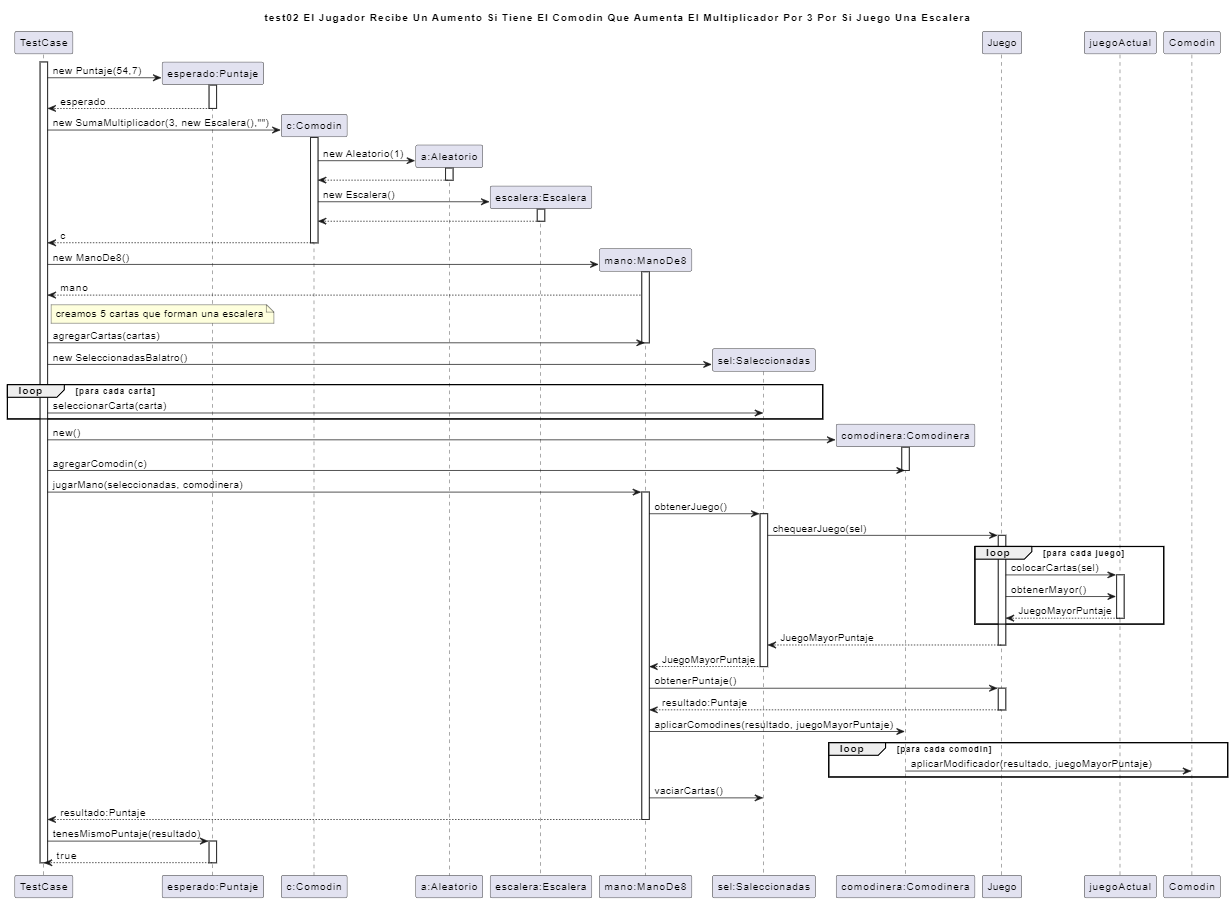 test02 El Jugador Recibe Un Aumento Si Tiene El Comodin Que Aumenta El Multiplicador Por 3 Por Si Juego Una Escalera
TestCase
Juego
juegoActual
Comodin
new Puntaje(54,7)
esperado:Puntaje
esperado
new SumaMultiplicador(3, new Escalera(),"")
c:Comodin
new Aleatorio(1)
a:Aleatorio
new Escalera()
escalera:Escalera
c
new ManoDe8()
mano:ManoDe8
mano
creamos 5 cartas que forman una escalera
agregarCartas(cartas)
new SeleccionadasBalatro()
sel:Saleccionadas
loop [para cada carta]
seleccionarCarta(carta)
new()
comodinera:Comodinera
agregarComodin(c)
jugarMano(seleccionadas, comodinera)
obtenerJuego()
chequearJuego(sel)
loop [para cada juego]
colocarCartas(sel)
obtenerMayor()
JuegoMayorPuntaje
JuegoMayorPuntaje
JuegoMayorPuntaje
obtenerPuntaje()
resultado:Puntaje
aplicarComodines(resultado, juegoMayorPuntaje)
loop [para cada comodin]
aplicarModificador(resultado, juegoMayorPuntaje)
vaciarCartas()
resultado:Puntaje
tenesMismoPuntaje(resultado)
true
TestCase
esperado:Puntaje
c:Comodin
a:Aleatorio
escalera:Escalera
mano:ManoDe8
sel:Saleccionadas
comodinera:Comodinera
Juego
juegoActual
Comodin